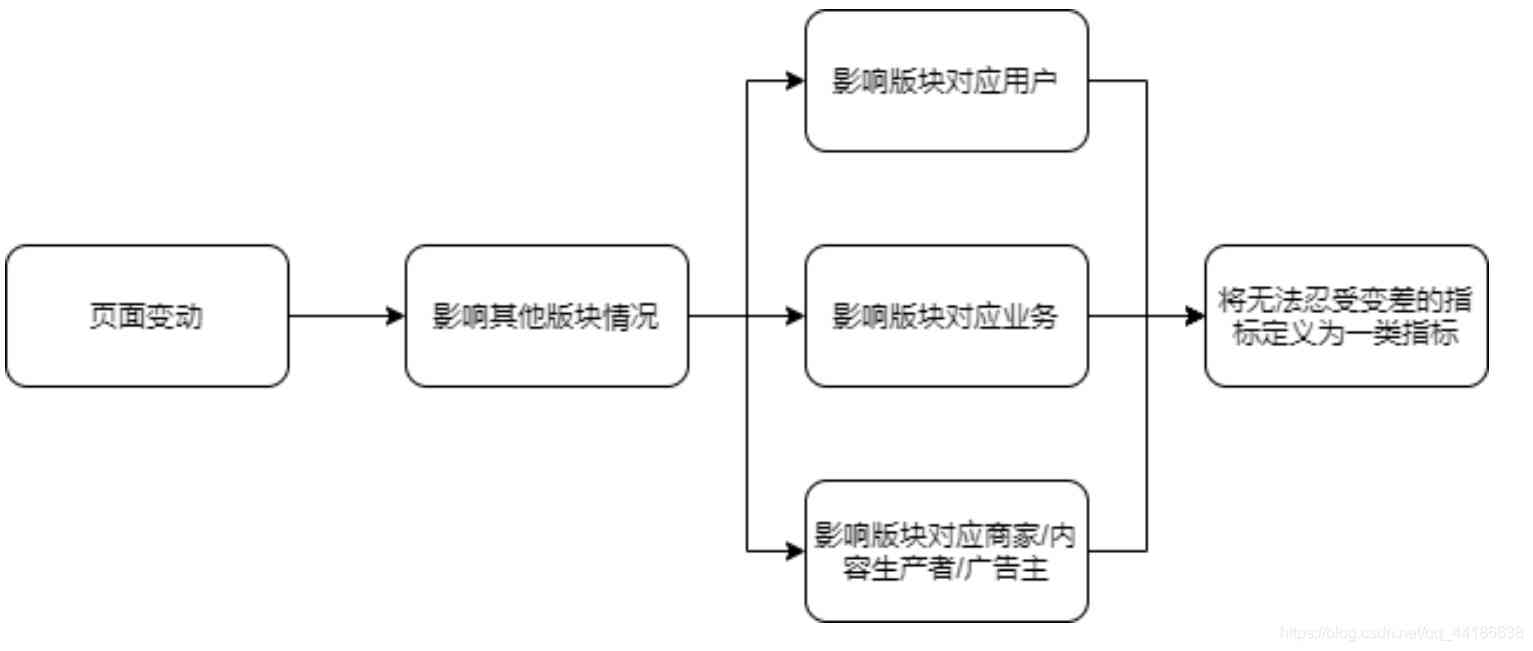 页面变动
影响其他版块情况
影响版块对应用户
影响版块对应业务
影响版块对应商家/内
容生产者/广告主
将无法忍受变差的指
标定义为一类指标
https://blog.csdn.net/qq_44186838